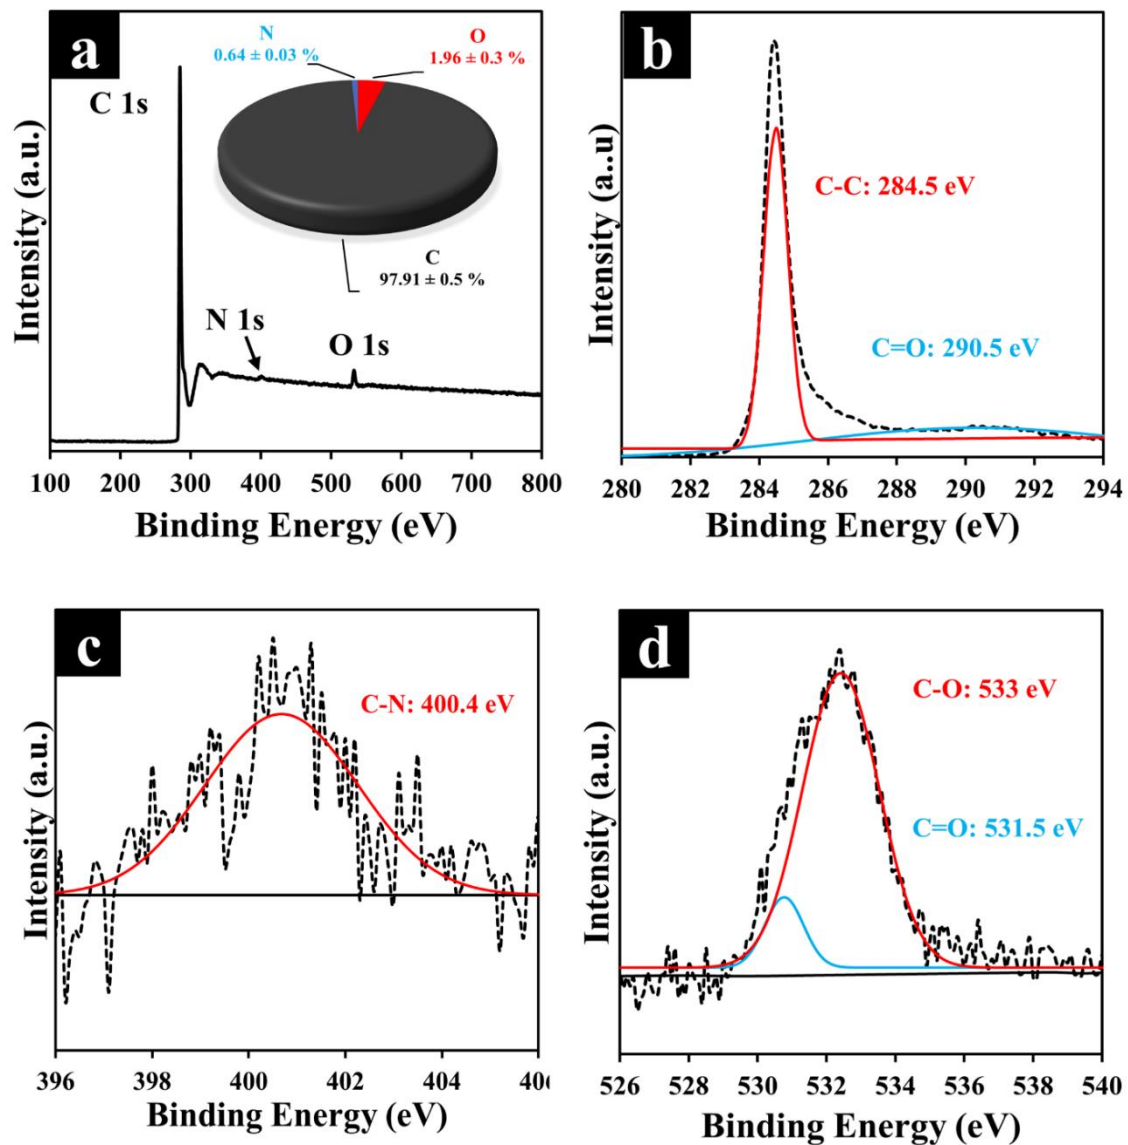 a
N
0.64 ± 0.03 %
O
1.96 ± 0.3 %
C 1s
C
97.91 ± 0.5 %
N 1s
O 1s
Intensity (a.u.)
100 200 300 400 500 600 700 800
Binding Energy (eV)
b
C-C: 284.5 eV
C=O: 290.5 eV
Intensity (a..u)
280 282 284 286 288 290 292 294
Binding Energy (eV)
c
C-N: 400.4 eV
Intensity (a.u.)
396 398 400 402 404
Binding Energy (eV)
d
C-O: 533 eV
C=O: 531.5 eV
Intensity (a.u.)
526 528 530 532 534 536 538 540
Binding Energy (eV)